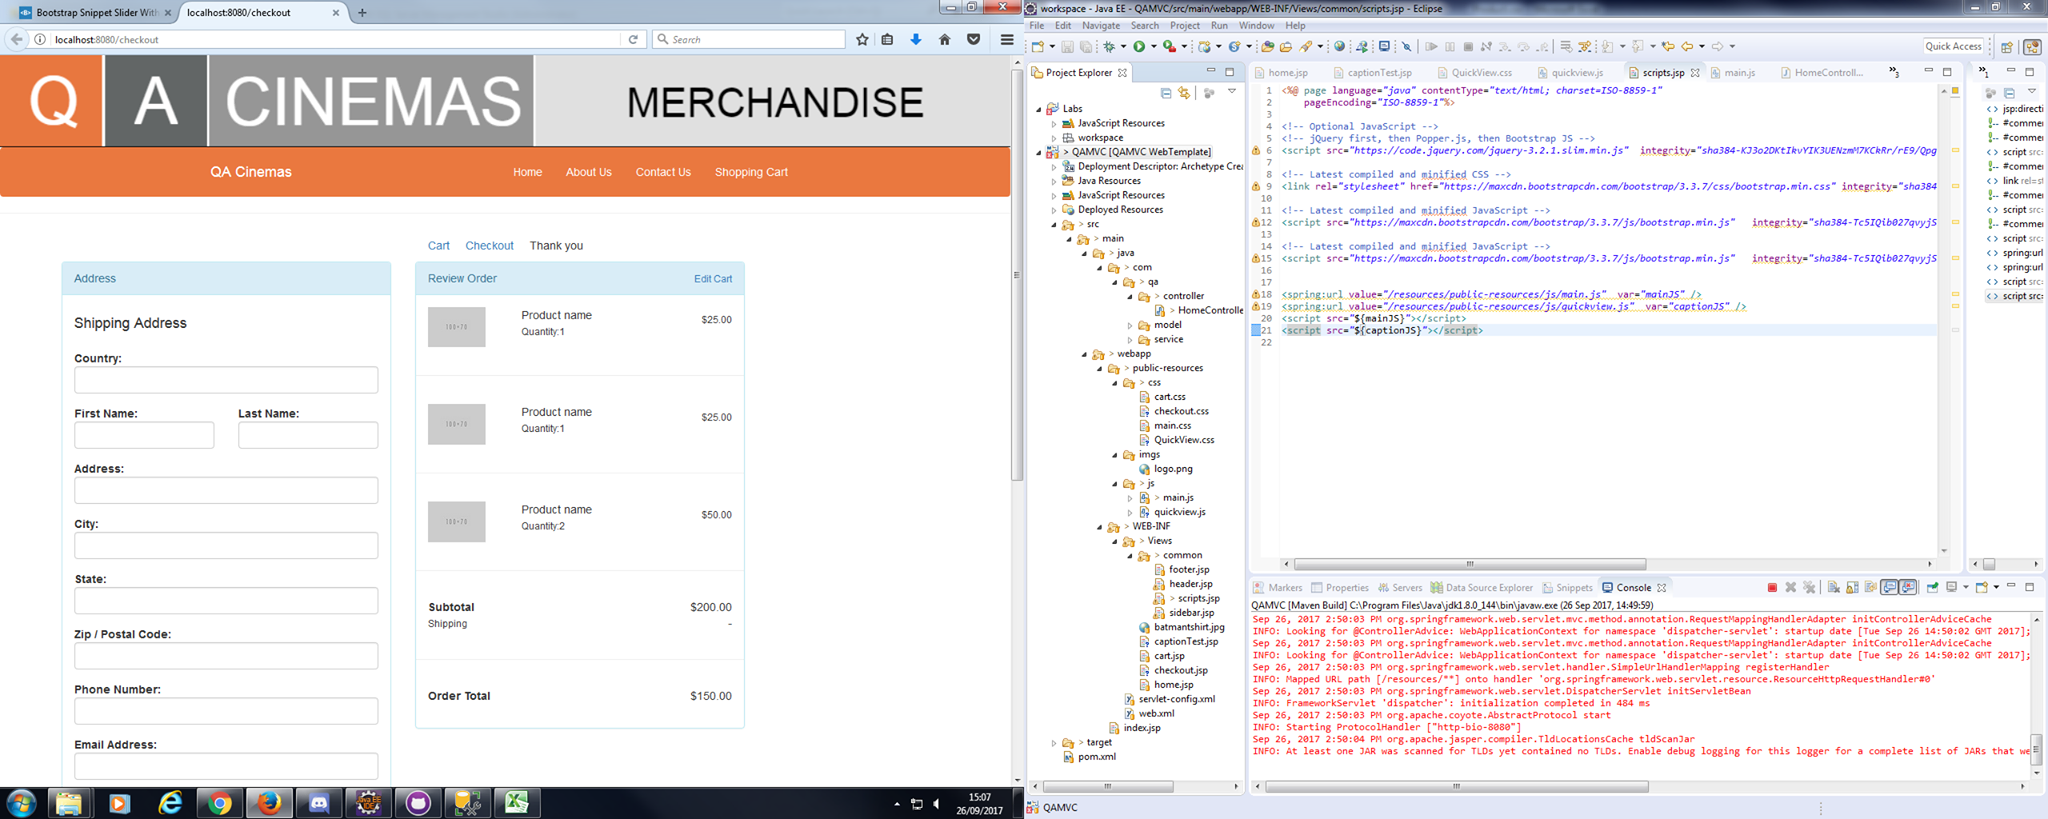 Bootstrap Snippet Slider With
localhost:8080/checkout
localhost:8080/checkout
Search
Q A CINEMAS MERCHANDISE
QA Cinemas
Home
About Us
Contact Us
Shopping Cart
Cart
Checkout
Thank you
Address
Shipping Address
Country:
First Name:
Last Name:
Address:
City:
State:
Zip / Postal Code:
Phone Number:
Email Address:
Review Order
Edit Cart
Product name
Quantity:1
$25.00
Product name
Quantity:1
$25.00
Product name
Quantity:2
$50.00
Subtotal
$200.00
Shipping
-
Order Total
$150.00
15:07
26/09/2017
workspace - Java EE - QAMVC/src/main/webapp/WEB-INF/Views/common/scripts.jsp - Eclipse
File Edit Navigate Search Project Run Window Help
Quick Access
Project Explorer
Labs
JavaScript Resources
workspace
> QAMVC [QAMVC WebTemplate]
Deployment Descriptor: Archetype Crea
Java Resources
JavaScript Resources
Deployed Resources
> src
> main
> java
> com
> qa
> controller
> HomeControlle
> model
> service
> webapp
> public-resources
> css
cart.css
checkout.css
main.css
QuickView.css
> imgs
logo.png
> js
> main.js
quickview.js
> WEB-INF
> Views
> common
footer.jsp
header.jsp
> scripts.jsp
sidebar.jsp
batmantshirt.jpg
captionTest.jsp
cart.jsp
checkout.jsp
home.jsp
servlet-config.xml
web.xml
index.jsp
> target
pom.xml
home.jsp
captionTest.jsp
QuickView.css
quickview.js
scripts.jsp
main.js
HomeControll...
1 <%@ page language="java" contentType="text/html; charset=ISO-8859-1"
2 pageEncoding="ISO-8859-1"%>
3
4 <!-- Optional JavaScript -->
5 <!-- jQuery first, then Popper.js, then Bootstrap JS -->
6 <script src="https://code.jquery.com/jquery-3.2.1.slim.min.js" integrity="sha384-KJ3o2DKtIkvYIK3UENzmM7KCkRr/rE9/Qpg
7
8 <!-- Latest compiled and minified CSS -->
9 <link rel="stylesheet" href="https://maxcdn.bootstrapcdn.com/bootstrap/3.3.7/css/bootstrap.min.css" integrity="sha384
10
11 <!-- Latest compiled and minified JavaScript -->
12 <script src="https://maxcdn.bootstrapcdn.com/bootstrap/3.3.7/js/bootstrap.min.js" integrity="sha384-Tc5IQib027qvyjS
13
14 <!-- Latest compiled and minified JavaScript -->
15 <script src="https://maxcdn.bootstrapcdn.com/bootstrap/3.3.7/js/bootstrap.min.js" integrity="sha384-Tc5IQib027qvyjS
16
17
18 <spring:url value="/resources/public-resources/js/main.js" var="mainJS" />
19 <spring:url value="/resources/public-resources/js/quickview.js" var="captionJS" />
20 <script src="${mainJS}"></script>
21 <script src="${captionJS}"></script>
22
jsp:directi
#comme
#comme
script src=
#comme
link rel=st
#comme
script src=
#comme
script src=
spring:url
spring:url
script src=
script src=
Markers
Properties
Servers
Data Source Explorer
Snippets
Console
QAMVC [Maven Build] C:\Program Files\Java\jdk1.8.0_144\bin\javaw.exe (26 Sep 2017, 14:49:59)
Sep 26, 2017 2:50:03 PM org.springframework.web.servlet.mvc.method.annotation.RequestMappingHandlerAdapter initControllerAdviceCache
INFO: Looking for @ControllerAdvice: WebApplicationContext for namespace 'dispatcher-servlet': startup date [Tue Sep 26 14:50:02 GMT 2017];
Sep 26, 2017 2:50:03 PM org.springframework.web.servlet.mvc.method.annotation.RequestMappingHandlerAdapter initControllerAdviceCache
INFO: Looking for @ControllerAdvice: WebApplicationContext for namespace 'dispatcher-servlet': startup date [Tue Sep 26 14:50:02 GMT 2017];
Sep 26, 2017 2:50:03 PM org.springframework.web.servlet.handler.SimpleUrlHandlerMapping registerHandler
INFO: Mapped URL path [/resources/**] onto handler 'org.springframework.web.servlet.resource.ResourceHttpRequestHandler#0'
Sep 26, 2017 2:50:03 PM org.springframework.web.servlet.DispatcherServlet initServletBean
INFO: FrameworkServlet 'dispatcher': initialization completed in 484 ms
Sep 26, 2017 2:50:03 PM org.apache.coyote.AbstractProtocol start
INFO: Starting ProtocolHandler ["http-bio-8080"]
Sep 26, 2017 2:50:04 PM org.apache.jasper.compiler.TldLocationsCache tldScanJar
INFO: At least one JAR was scanned for TLDs yet contained no TLDs. Enable debug logging for this logger for a complete list of JARs that we
QAMVC